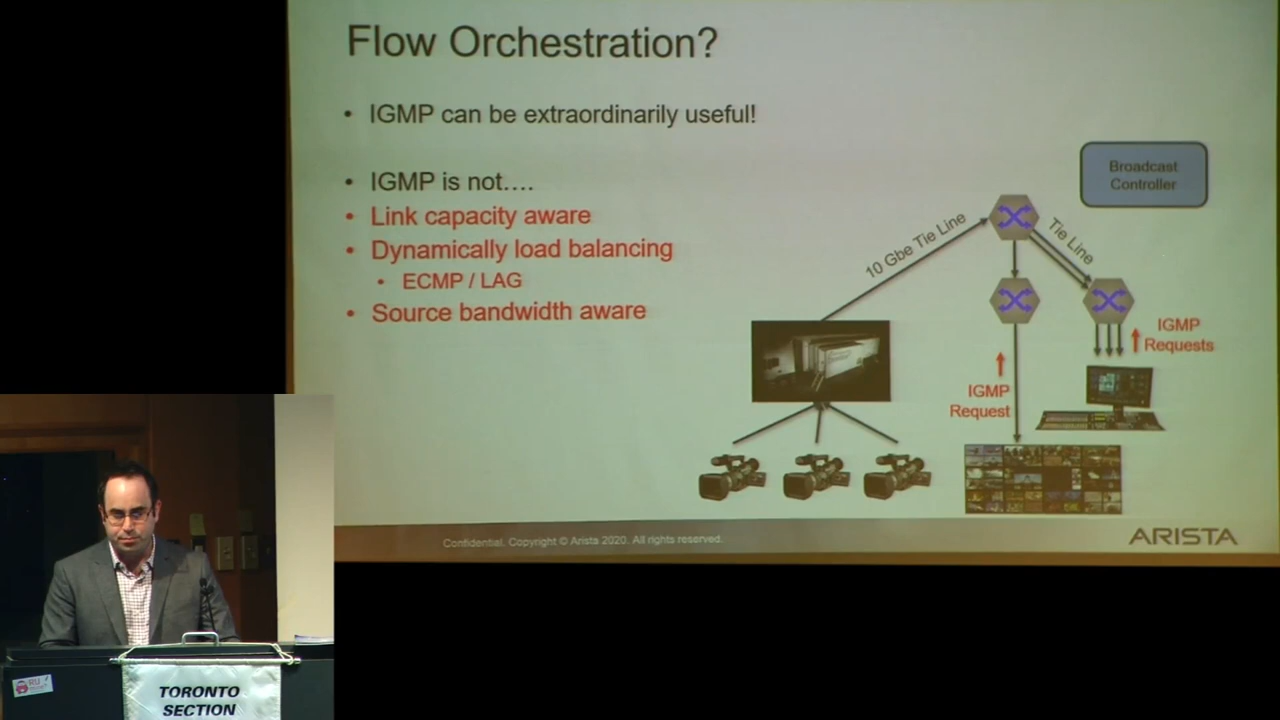 Flow Orchestration?
• IGMP can be extraordinarily useful!
• IGMP is not....
• Link capacity aware
• Dynamically load balancing
• ECMP / LAG
• Source bandwidth aware
Broadcast
Controller
10 Gbe Tie Line
Tie Line
IGMP
Requests
IGMP
Request
Confidential. Copyright © Arista 2020. All rights reserved.
ARISTA
RU
TORONTO
SECTION